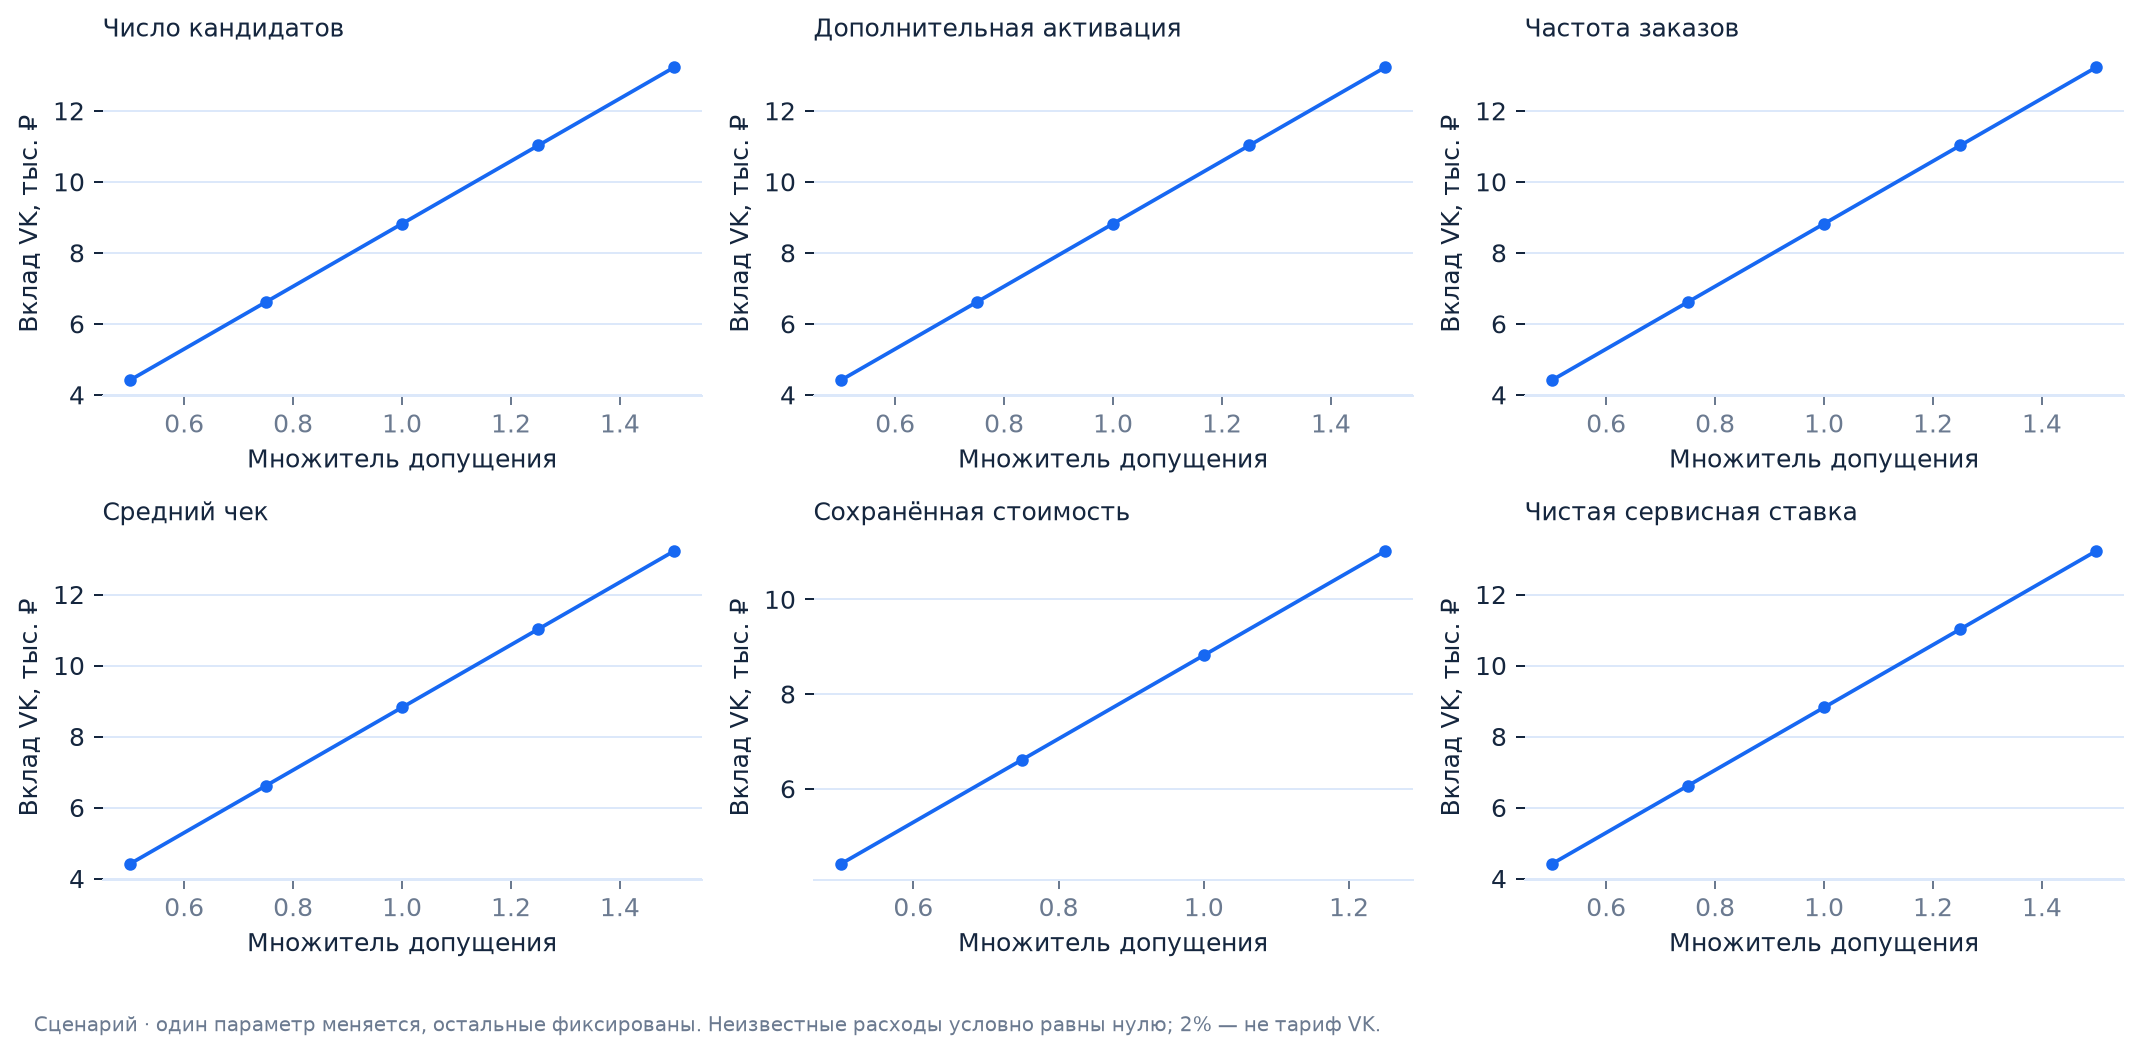 Число кандидатов
Вклад VK, тыс. ₽
12
10
8
6
4
0.6 0.8 1.0 1.2 1.4
Множитель допущения
Дополнительная активация
Вклад VK, тыс. ₽
12
10
8
6
4
0.6 0.8 1.0 1.2 1.4
Множитель допущения
Частота заказов
Вклад VK, тыс. ₽
12
10
8
6
4
0.6 0.8 1.0 1.2 1.4
Множитель допущения
Средний чек
Вклад VK, тыс. ₽
12
10
8
6
4
0.6 0.8 1.0 1.2 1.4
Множитель допущения
Сохранённая стоимость
Вклад VK, тыс. ₽
10
8
6
0.6 0.8 1.0 1.2
Множитель допущения
Чистая сервисная ставка
Вклад VK, тыс. ₽
12
10
8
6
4
0.6 0.8 1.0 1.2 1.4
Множитель допущения
Сценарий · один параметр меняется, остальные фиксированы. Неизвестные расходы условно равны нулю; 2% — не тариф VK.